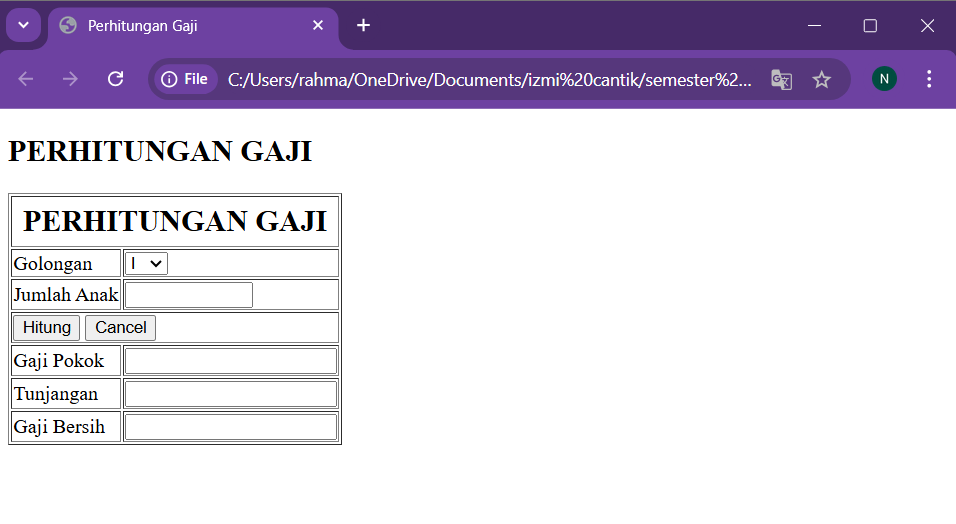 Perhitungan Gaji
File C:/Users/rahma/OneDrive/Documents/izmi%20cantik/semester%2... N
PERHITUNGAN GAJI
PERHITUNGAN GAJI
Golongan I
Jumlah Anak
Hitung Cancel
Gaji Pokok
Tunjangan
Gaji Bersih